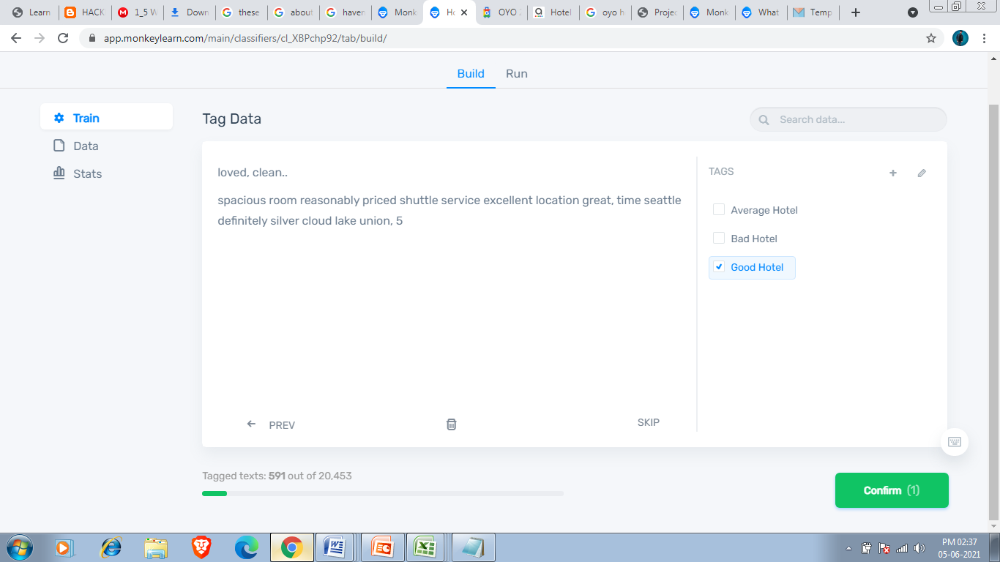 Learn
HACK
1_5 W
Down
these
about
haven
Monk
Ho
OYO
Hotel
oyo h
Projec
Monk
What
Temp
app.monkeylearn.com/main/classifiers/cl_XBPchp92/tab/build/
Build
Run
Train
Data
Stats
Tag Data
Search data...
loved, clean..
spacious room reasonably priced shuttle service excellent location great, time seattle
definitely silver cloud lake union, 5
TAGS
Average Hotel
Bad Hotel
Good Hotel
PREV
SKIP
Tagged texts: 591 out of 20,453
Confirm (1)
PM 02:37
05-06-2021